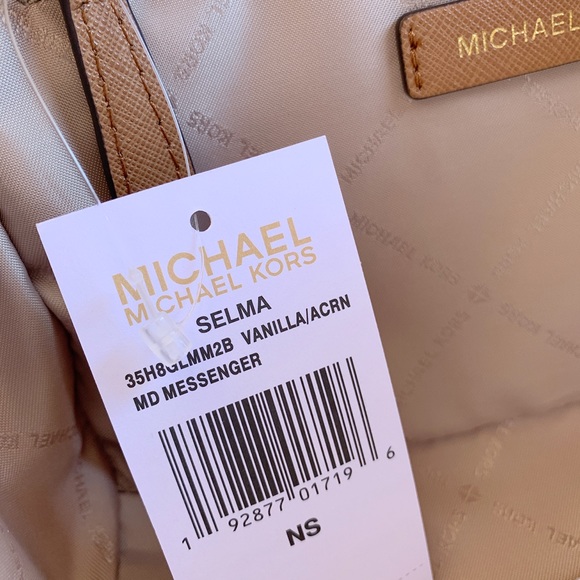 MICHAEL
MICHAEL
MICHAEL KORS
SELMA
35H8GLMM2B VANILLA/ACRN
MD MESSENGER
1 92877 01719 6
NS